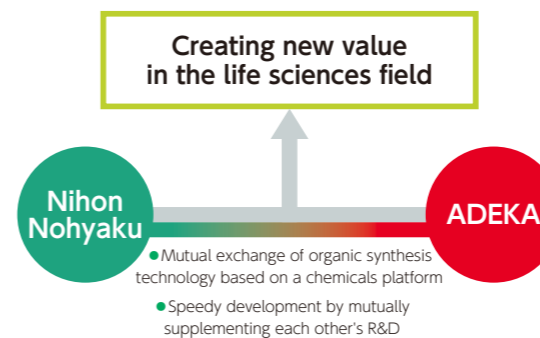 Creating new value
in the life sciences field
Nihon
Nohyaku
ADEKA
●Mutual exchange of organic synthesis
technology based on a chemicals platform
●Speedy development by mutually
supplementing each other's R&D